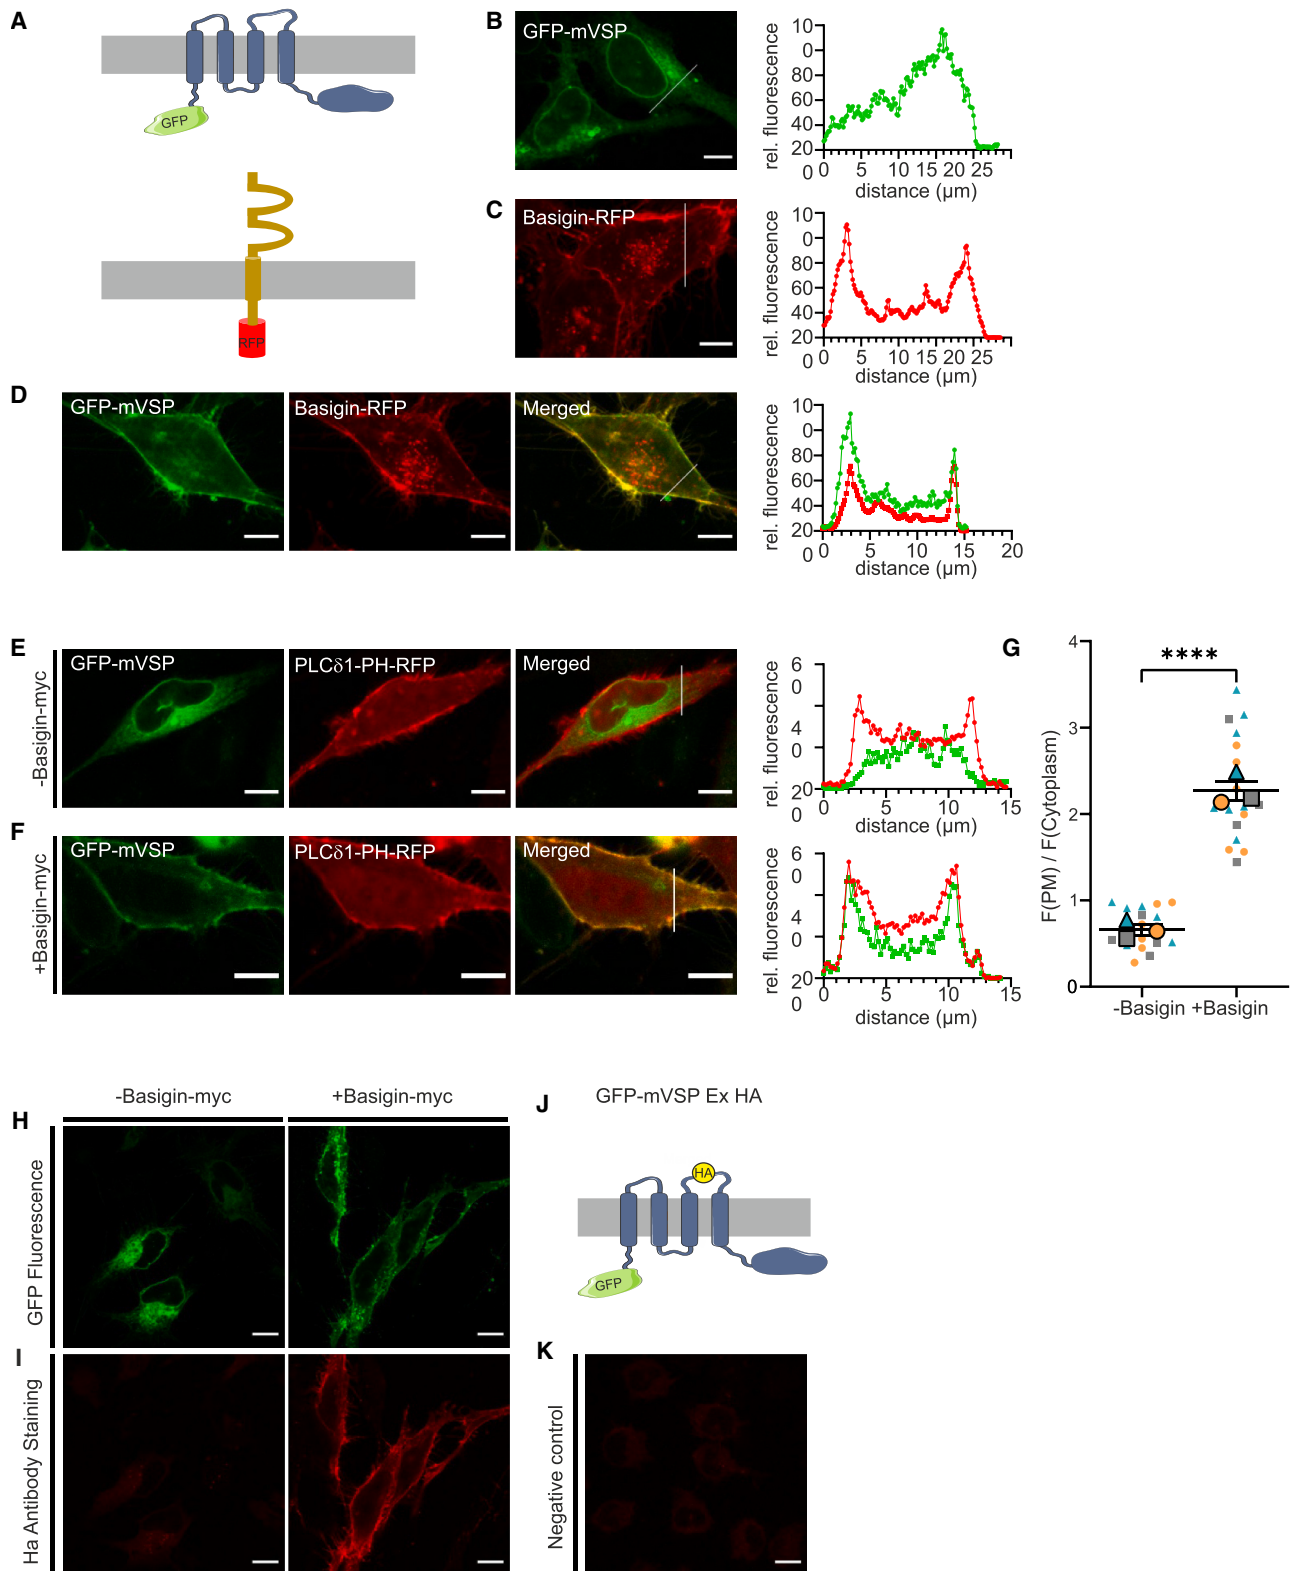 A
GFP
RFP
B
GFP-mVSP
rel. fluorescence
10
0
80
60
40
20
0
0 5 10 15 20 25
distance (µm)
C
Basigin-RFP
rel. fluorescence
10
0
80
60
40
20
0
0 5 10 15 20 25
distance (µm)
D
GFP-mVSP
Basigin-RFP
Merged
rel. fluorescence
10
0
80
60
40
20
0
0 5 10 15 20
distance (µm)
E
-Basigin-myc
GFP-mVSP
PLCδ1-PH-RFP
Merged
rel. fluorescence
6
0
4
0
20
0
0 5 10 15
F
+Basigin-myc
GFP-mVSP
PLCδ1-PH-RFP
Merged
rel. fluorescence
6
0
4
0
20
0
0 5 10 15
distance (µm)
G
F(PM) / F(Cytoplasm)
4
3
2
1
0
****
-Basigin +Basigin
-Basigin-myc
+Basigin-myc
H
GFP Fluorescence
I
Ha Antibody Staining
J
GFP-mVSP Ex HA
HA
GFP
K
Negative control